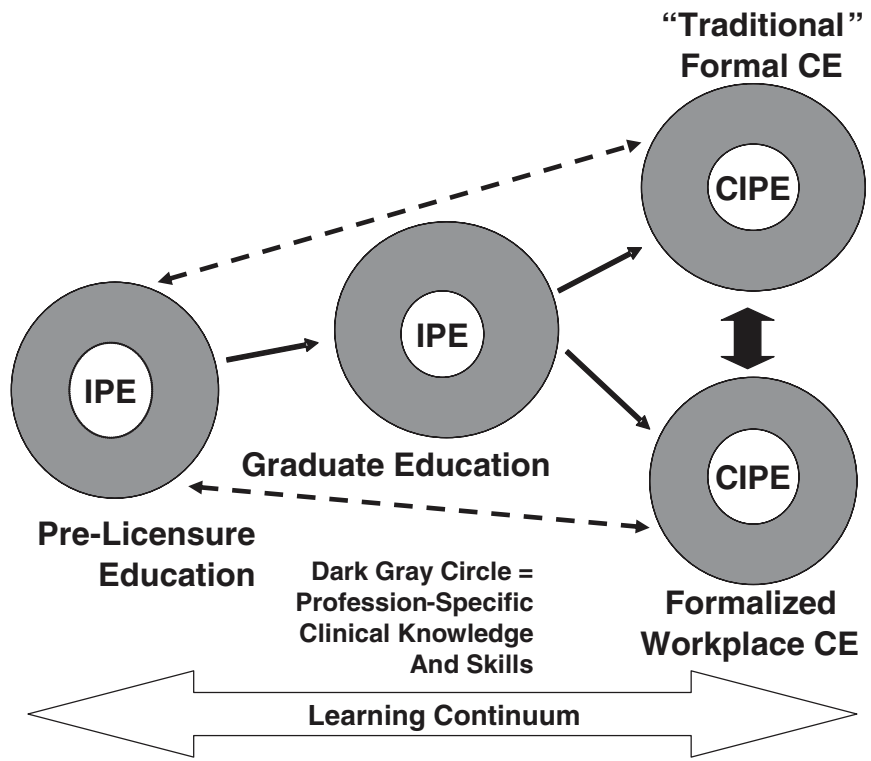 “Traditional”
Formal CE
CIPE
IPE
IPE
Graduate Education
CIPE
Pre-Licensure
Education
Dark Gray Circle =
Profession-Specific
Clinical Knowledge
And Skills
Formalized
Workplace CE
Learning Continuum